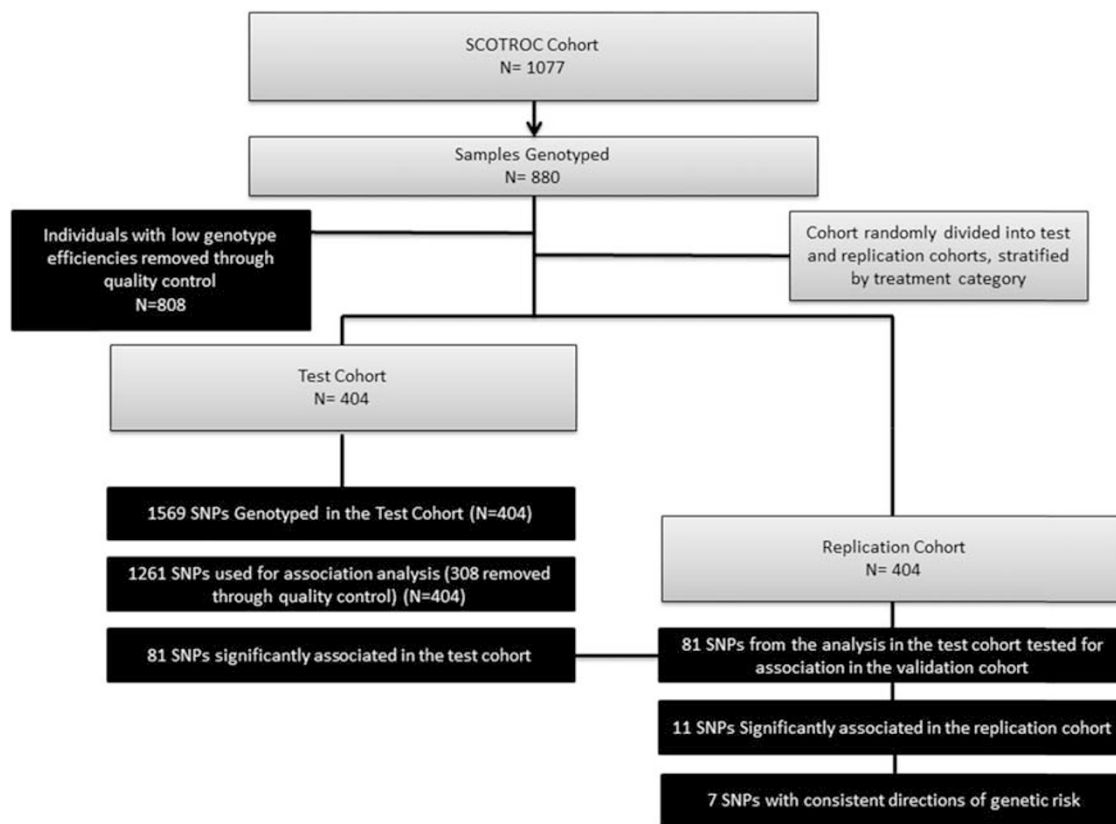 SCOTROC Cohort
N= 1077
Samples Genotyped
N= 880
Individuals with low genotype
efficiencies removed through
quality control
N=808
Cohort randomly divided into test
and replication cohorts, stratified
by treatment category
Test Cohort
N= 404
1569 SNPs Genotyped in the Test Cohort (N=404)
1261 SNPs used for association analysis (308 removed
through quality control) (N=404)
81 SNPs significantly associated in the test cohort
Replication Cohort
N= 404
81 SNPs from the analysis in the test cohort tested for
association in the validation cohort
11 SNPs Significantly associated in the replication cohort
7 SNPs with consistent directions of genetic risk